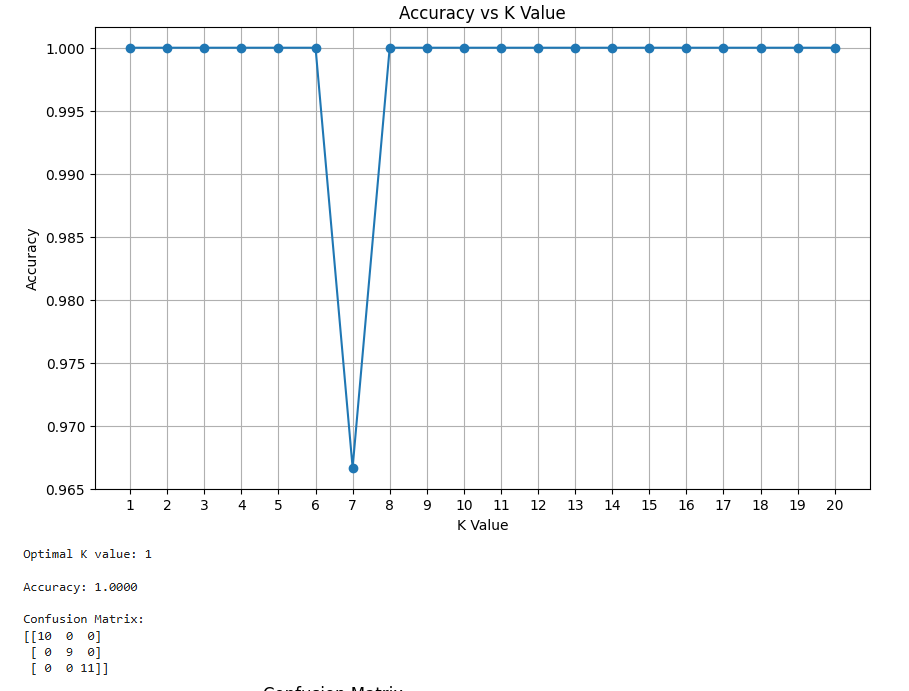 Accuracy vs K Value
1.000
0.995
0.990
0.985
0.980
0.975
0.970
0.965
Accuracy
1 2 3 4 5 6 7 8 9 10 11 12 13 14 15 16 17 18 19 20
K Value
Optimal K value: 1
Accuracy: 1.0000
Confusion Matrix:
[[10  0  0]
 [ 0  9  0]
 [ 0  0 11]]
Confusion Matrix